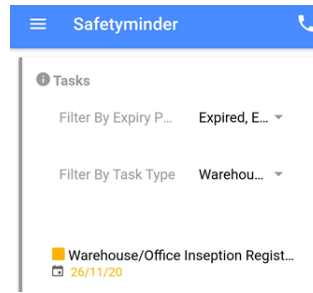 Safetyminder
Tasks
Filter By Expiry P... Expired, E...
Filter By Task Type Warehou...
Warehouse/Office Inseption Regist...
26/11/20